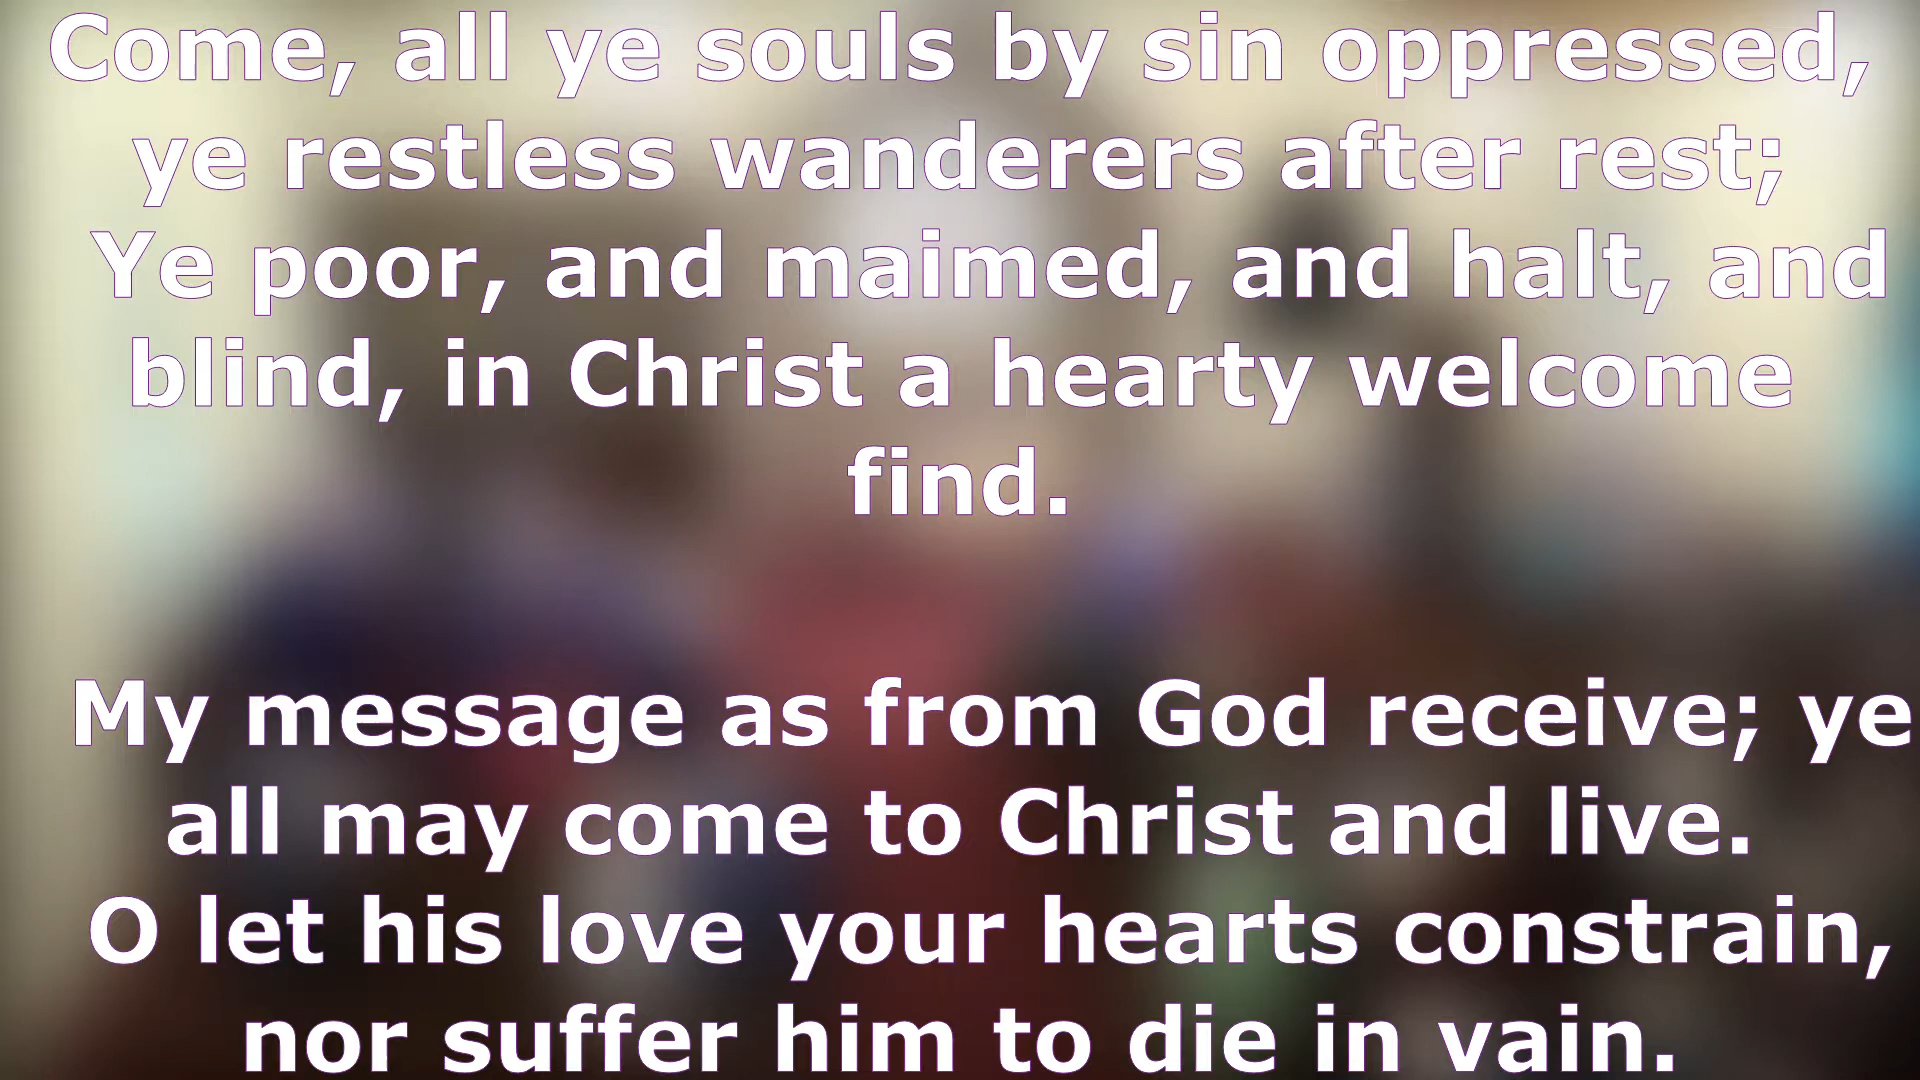 Come, all ye souls by sin oppressed,
ye restless wanderers after rest;
Ye poor, and maimed, and halt, and
blind, in Christ a hearty welcome
find.
My message as from God receive; ye
all may come to Christ and live.
O let his love your hearts constrain,
nor suffer him to die in vain.